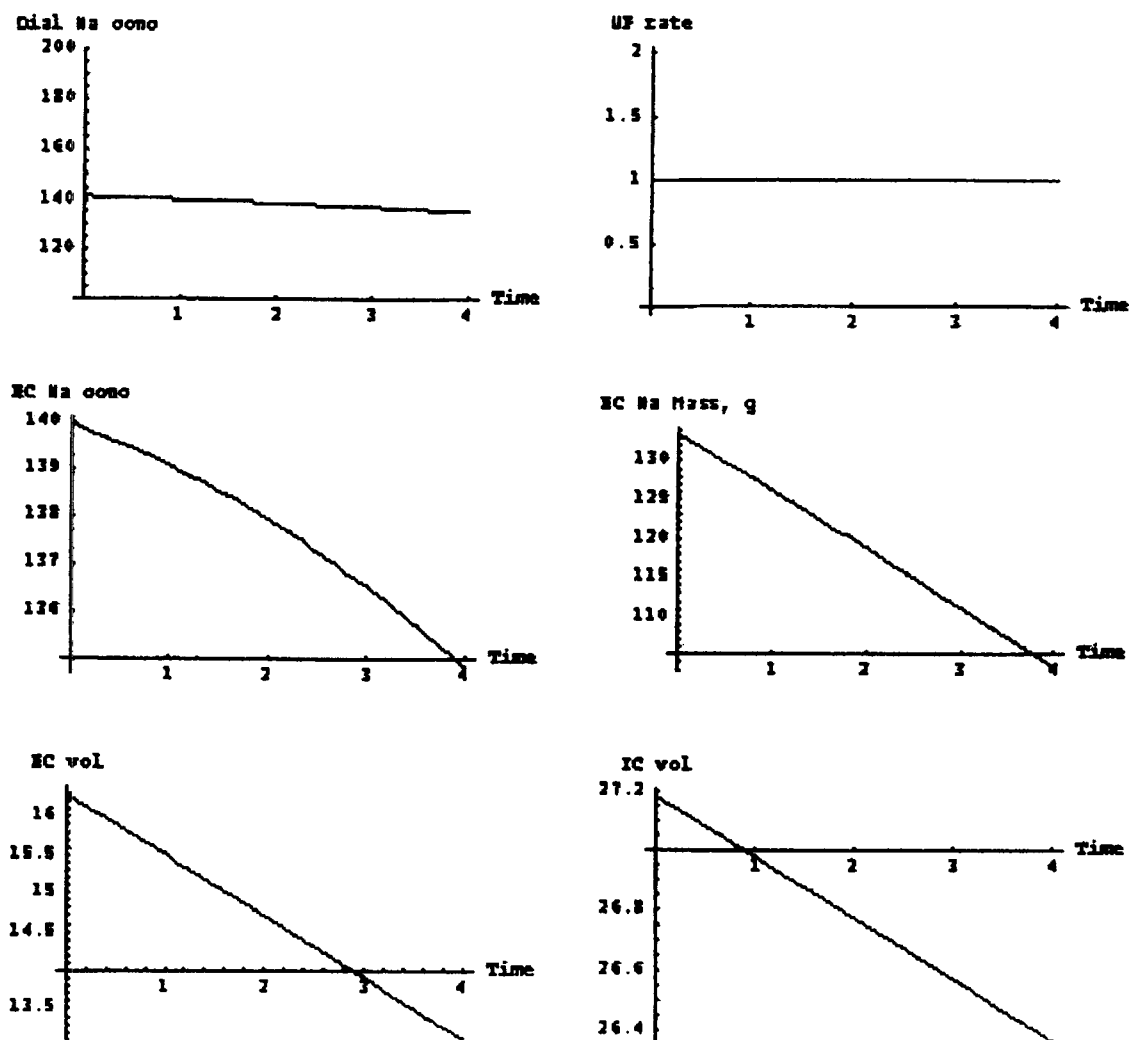 Dial Na conc
200
180
160
140
120
1 2 3 4 Time
UF rate
2
1.5
1
0.5
1 2 3 4 Time
EC Na conc
140
139
138
137
136
1 2 3 4 Time
EC Na Mass, g
130
125
120
115
110
1 2 3 4 Time
EC vol
16
15.5
15
14.5
1 2 3 4 Time
13.5
IC vol
27.2
1 2 3 4 Time
26.8
26.6
26.4